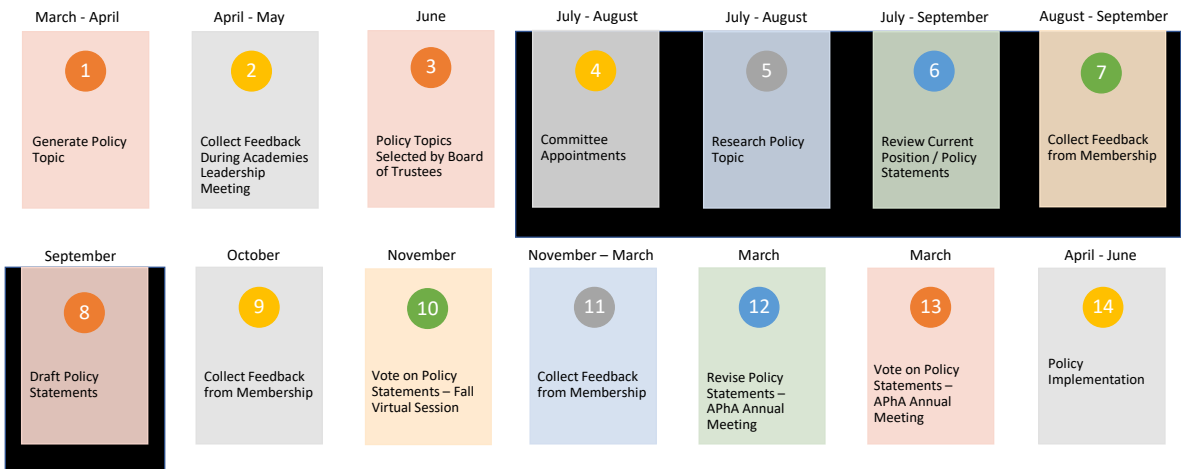 March - April
1
Generate Policy
Topic
April - May
2
Collect Feedback
During Academies
Leadership
Meeting
June
3
Policy Topics
Selected by Board
of Trustees
July - August
4
Committee
Appointments
July - August
5
Research Policy
Topic
July - September
6
Review Current
Position / Policy
Statements
August - September
7
Collect Feedback
from Membership
September
8
Draft Policy
Statements
October
9
Collect Feedback
from Membership
November
10
Vote on Policy
Statements – Fall
Virtual Session
November – March
11
Collect Feedback
from Membership
March
12
Revise Policy
Statements –
APhA Annual
Meeting
March
13
Vote on Policy
Statements –
APhA Annual
Meeting
April - June
14
Policy
Implementation